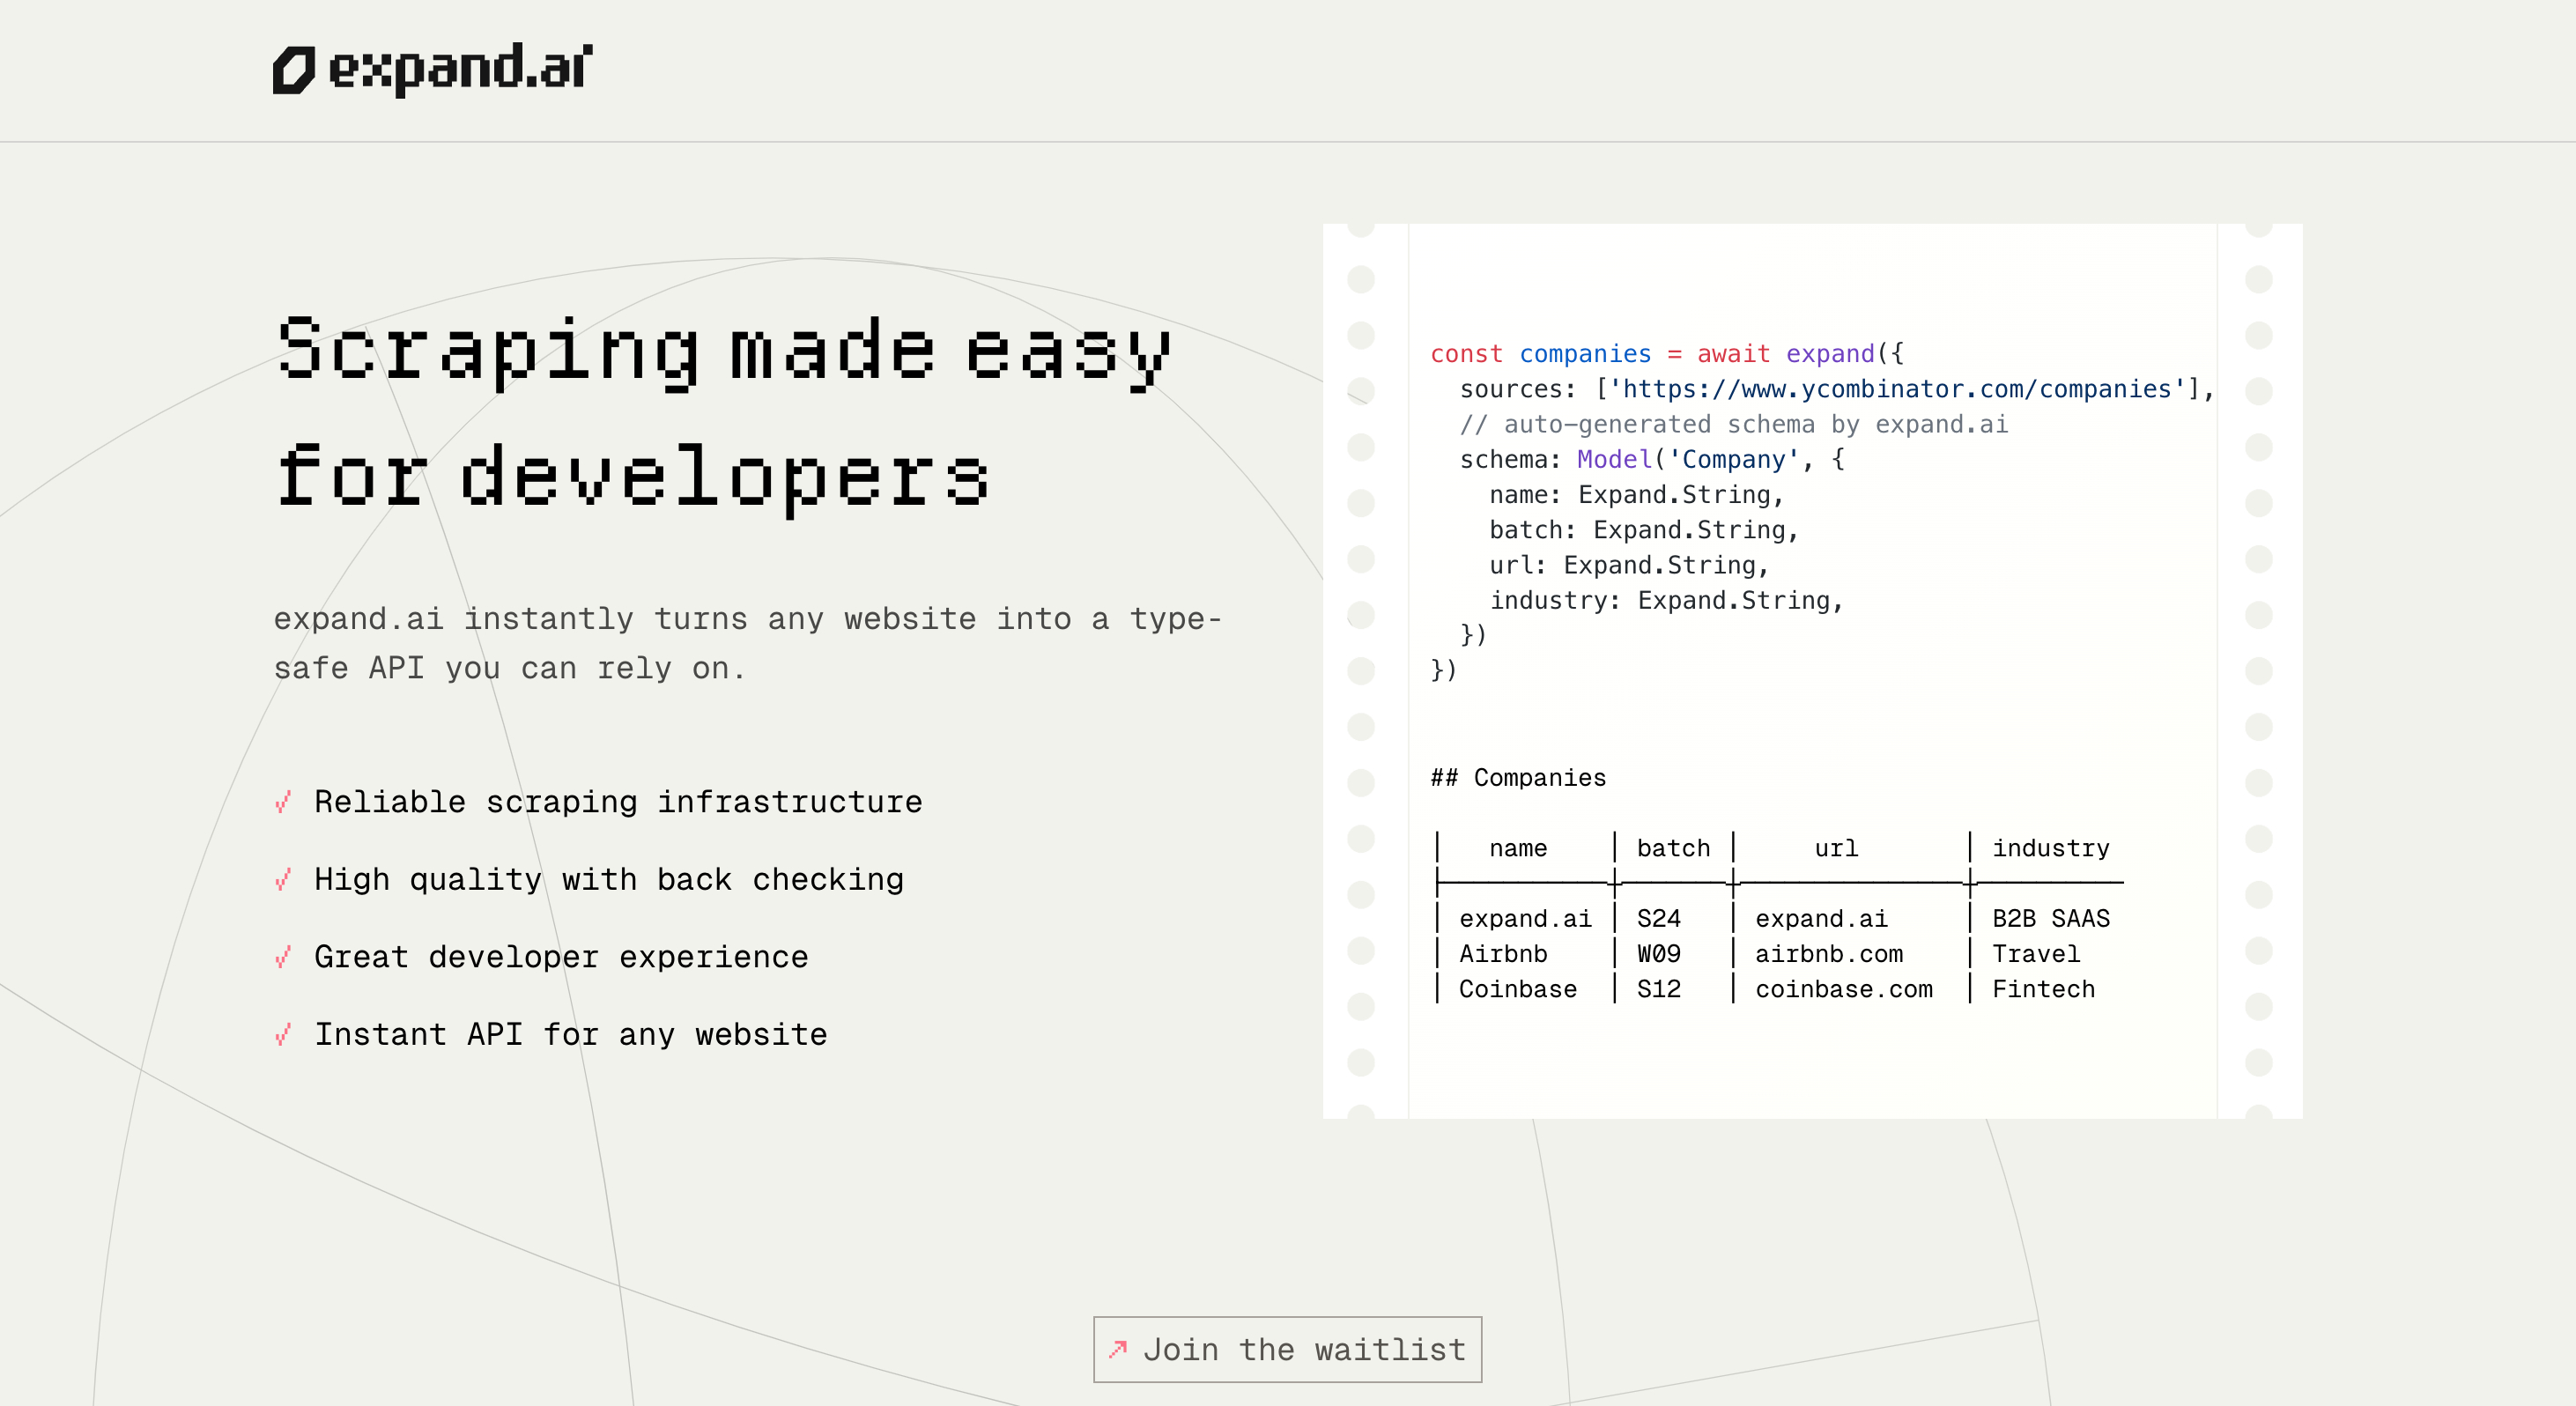 expand.ai
Scraping made easy
for developers
expand.ai instantly turns any website into a type-
safe API you can rely on.
✓ Reliable scraping infrastructure
✓ High quality with back checking
✓ Great developer experience
✓ Instant API for any website
const companies = await expand({
  sources: ['https://www.ycombinator.com/companies'],
  // auto-generated schema by expand.ai
  schema: Model('Company', {
    name: Expand.String,
    batch: Expand.String,
    url: Expand.String,
    industry: Expand.String,
  })
})
## Companies
| name | batch | url | industry
| expand.ai | S24 | expand.ai | B2B SAAS
| Airbnb | W09 | airbnb.com | Travel
| Coinbase | S12 | coinbase.com | Fintech
↗ Join the waitlist